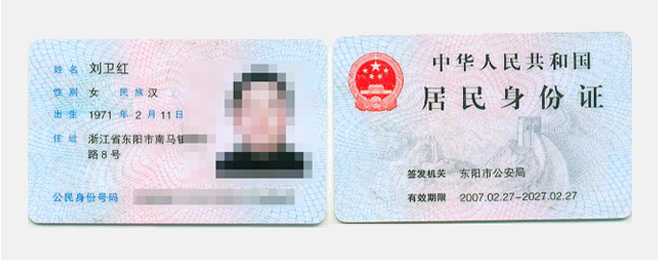 姓名 刘卫红
性别 女 民族 汉
出生 1971 年 2 月 11 日
住址 浙江省东阳市南马镇
路8号
公民身份号码
中华人民共和国
居民身份证
签发机关 东阳市公安局
有效期限 2007.02.27-2027.02.27